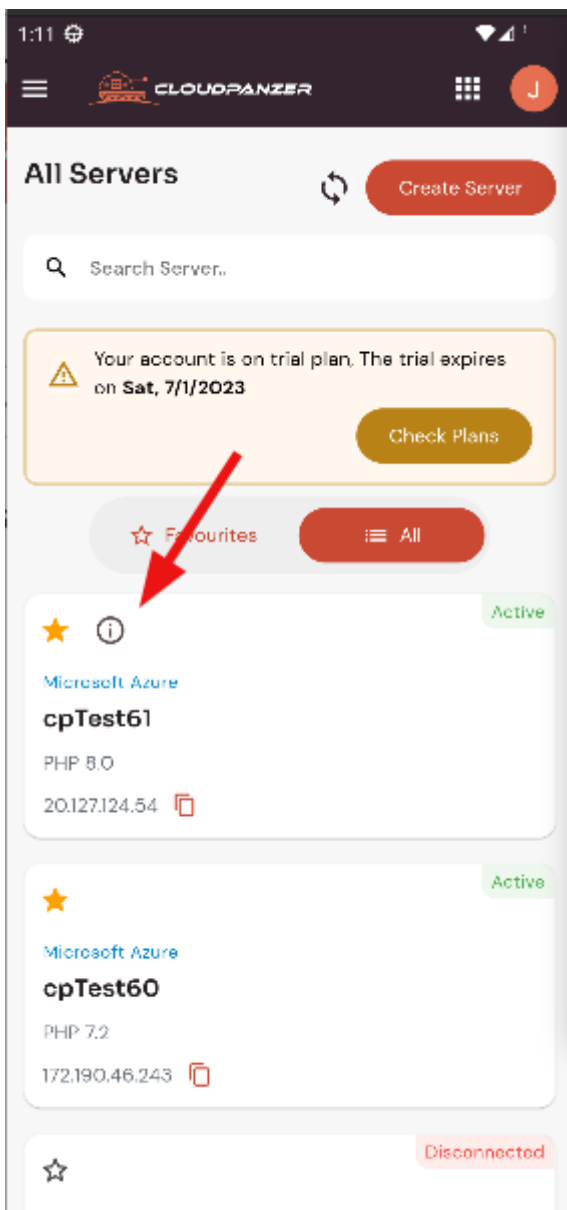 1:11
CLOUDPANZER
J
All Servers
Create Server
Search Server..
Your account is on trial plan, The trial expires
on Sat, 7/1/2023
Check Plans
Favourites
All
Active
Microsoft Azure
cpTest61
PHP 8.0
20.127.124.54
Active
Microsoft Azure
cpTest60
PHP 7.2
172.190.46.243
Disconnected